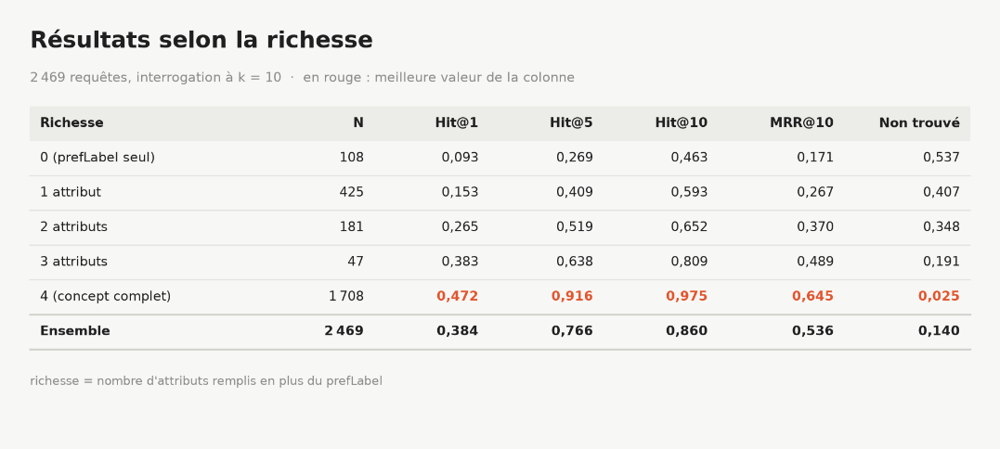 Résultats selon la richesse
2 469 requêtes, interrogation à k = 10 · en rouge : meilleure valeur de la colonne
Richesse N Hit@1 Hit@5 Hit@10 MRR@10 Non trouvé
0 (prefLabel seul) 108 0,093 0,269 0,463 0,171 0,537
1 attribut 425 0,153 0,409 0,593 0,267 0,407
2 attributs 181 0,265 0,519 0,652 0,370 0,348
3 attributs 47 0,383 0,638 0,809 0,489 0,191
4 (concept complet) 1 708 0,472 0,916 0,975 0,645 0,025
Ensemble 2 469 0,384 0,766 0,860 0,536 0,140
richesse = nombre d'attributs remplis en plus du prefLabel